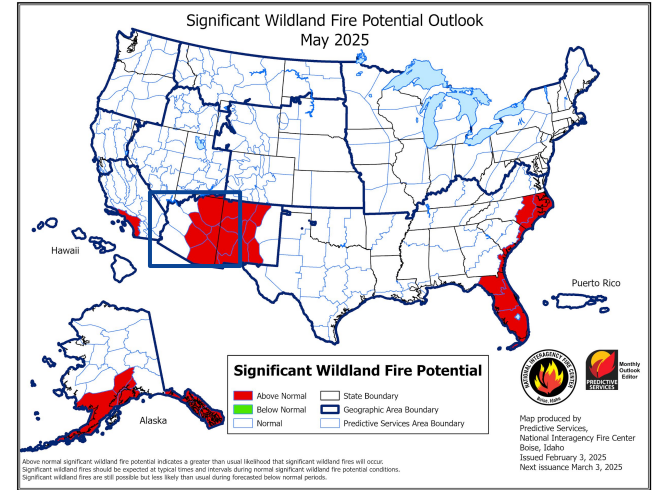 Significant Wildland Fire Potential Outlook
May 2025
Hawaii
Puerto Rico
Alaska
Significant Wildland Fire Potential
Above Normal
Below Normal
Normal
State Boundary
Geographic Area Boundary
Predictive Services Area Boundary
NATIONAL INTERAGENCY FIRE CENTER
Boise, Idaho
PREDICTIVE
SERVICES
Monthly
Outlook
Editor
Map produced by
Predictive Services,
National Interagency Fire Center
Boise, Idaho
Issued February 3, 2025
Next issuance March 3, 2025
Above normal significant wildland fire potential indicates a greater than usual likelihood that significant wildland fires will occur.
Significant wildland fires should be expected at typical times and intervals during normal significant wildland fire potential conditions.
Significant wildland fires are still possible but less likely than usual during forecasted below normal periods.